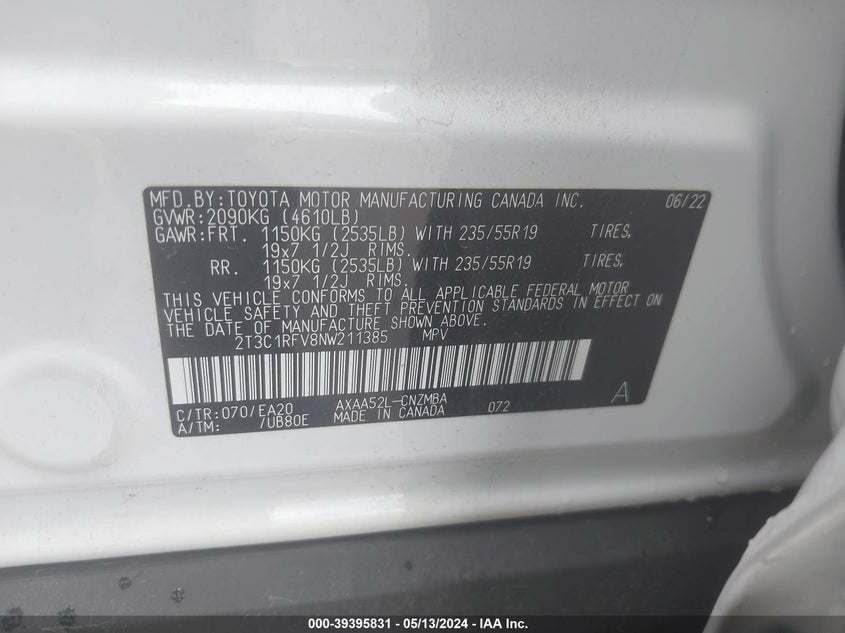 MFD.BY:TOYOTA MOTOR MANUFACTURING CANADA INC. 06/22
GVWR:2090KG (4610LB)
GAWR:FRT. 1150KG (2535LB) WITH 235/55R19 TIRES,
19x7 1/2J RIMS.
RR. 1150KG (2535LB) WITH 235/55R19 TIRES,
19x7 1/2J RIMS.
THIS VEHICLE CONFORMS TO ALL APPLICABLE FEDERAL MOTOR
VEHICLE SAFETY AND THEFT PREVENTION STANDARDS IN EFFECT ON
THE DATE OF MANUFACTURE SHOWN ABOVE.
2T3C1RFV8NW211385 MPV
C/TR:070/EA20 AXAA52L-CNZMBA 072 A
A/TM: /UB80E MADE IN CANADA
000-39395831 - 05/13/2024 - IAA Inc.